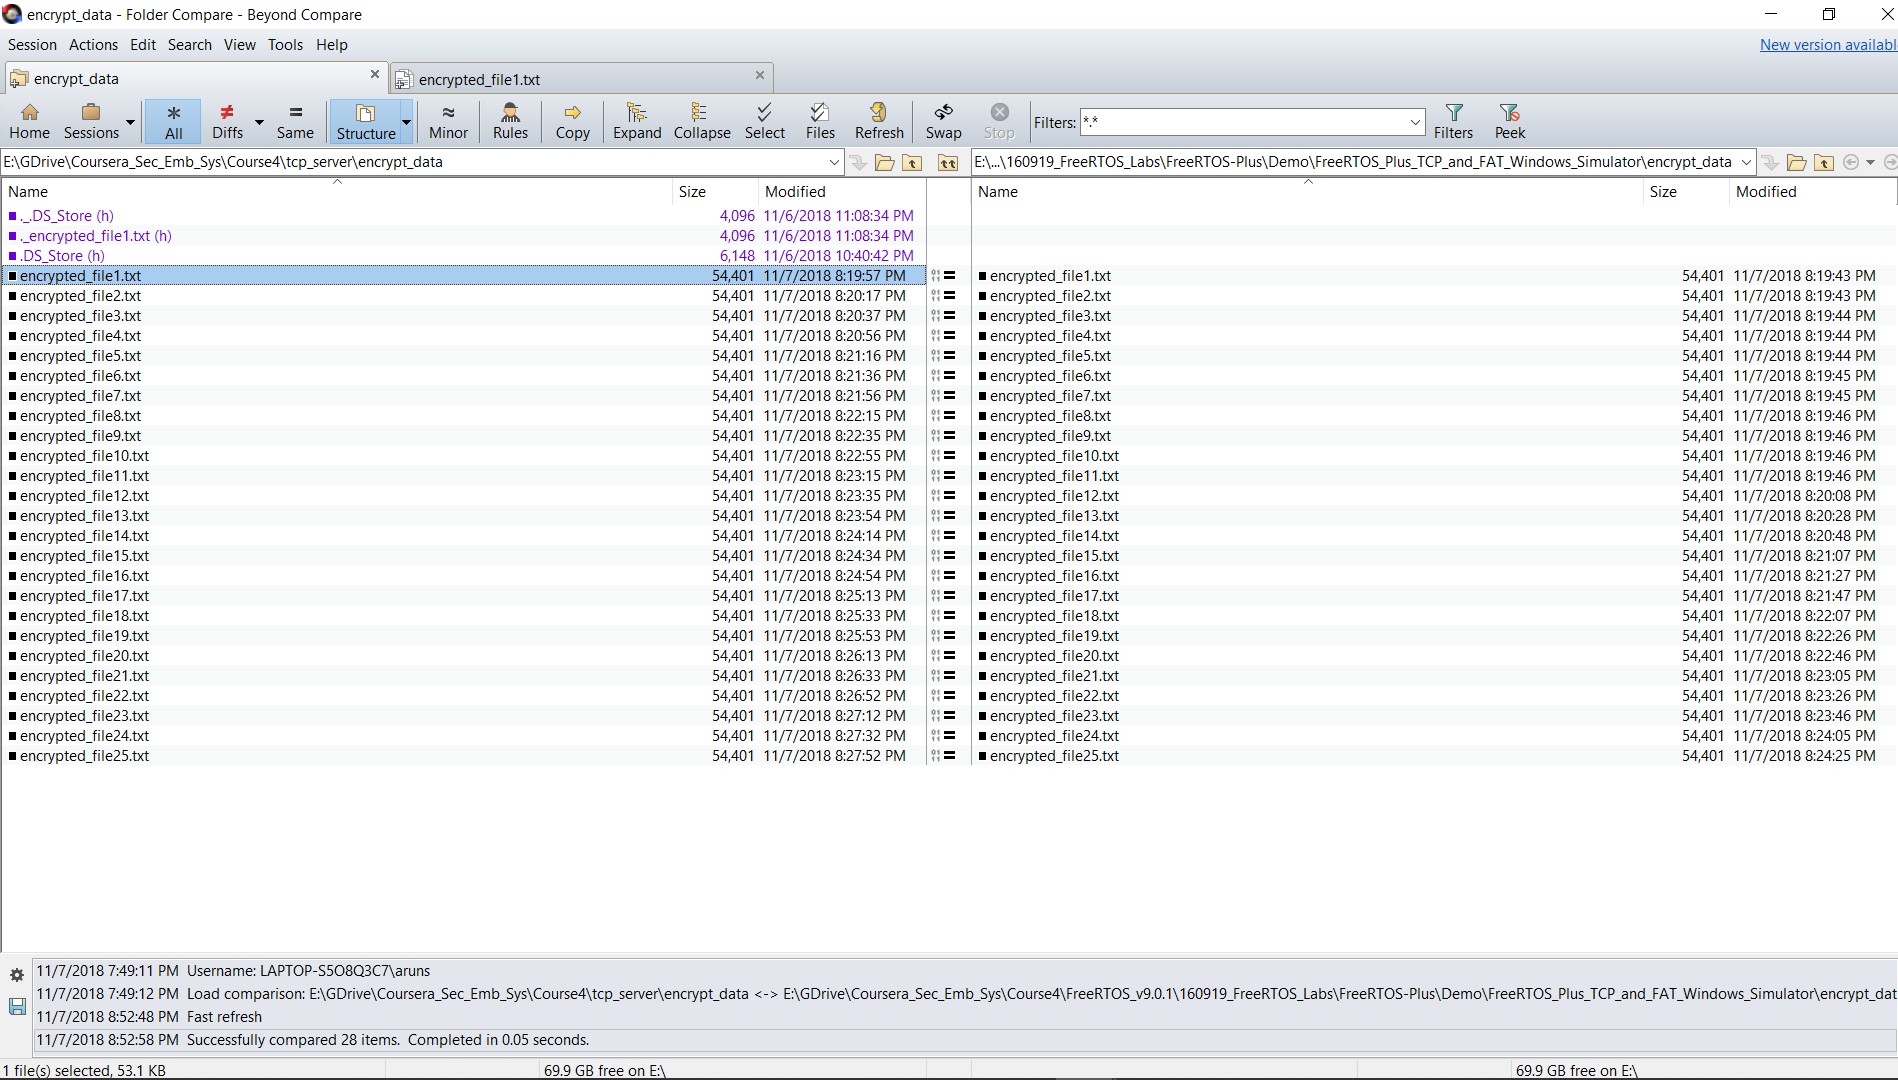 encrypt_data - Folder Compare - Beyond Compare
Session Actions Edit Search View Tools Help New version availabl
encrypt_data encrypted_file1.txt
Home Sessions All Diffs Same Structure Minor Rules Copy Expand Collapse Select Files Refresh Swap Stop Filters: *.* Filters Peek
E:\GDrive\Coursera_Sec_Emb_Sys\Course4\tcp_server\encrypt_data E:\...\160919_FreeRTOS_Labs\FreeRTOS-Plus\Demo\FreeRTOS_Plus_TCP_and_FAT_Windows_Simulator\encrypt_data
Name Size Modified Name Size Modified
._.DS_Store (h) 4,096 11/6/2018 11:08:34 PM
._encrypted_file1.txt (h) 4,096 11/6/2018 11:08:34 PM
.DS_Store (h) 6,148 11/6/2018 10:40:42 PM
encrypted_file1.txt 54,401 11/7/2018 8:19:57 PM = encrypted_file1.txt 54,401 11/7/2018 8:19:43 PM
encrypted_file2.txt 54,401 11/7/2018 8:20:17 PM = encrypted_file2.txt 54,401 11/7/2018 8:19:43 PM
encrypted_file3.txt 54,401 11/7/2018 8:20:37 PM = encrypted_file3.txt 54,401 11/7/2018 8:19:44 PM
encrypted_file4.txt 54,401 11/7/2018 8:20:56 PM = encrypted_file4.txt 54,401 11/7/2018 8:19:44 PM
encrypted_file5.txt 54,401 11/7/2018 8:21:16 PM = encrypted_file5.txt 54,401 11/7/2018 8:19:44 PM
encrypted_file6.txt 54,401 11/7/2018 8:21:36 PM = encrypted_file6.txt 54,401 11/7/2018 8:19:45 PM
encrypted_file7.txt 54,401 11/7/2018 8:21:56 PM = encrypted_file7.txt 54,401 11/7/2018 8:19:45 PM
encrypted_file8.txt 54,401 11/7/2018 8:22:15 PM = encrypted_file8.txt 54,401 11/7/2018 8:19:46 PM
encrypted_file9.txt 54,401 11/7/2018 8:22:35 PM = encrypted_file9.txt 54,401 11/7/2018 8:19:46 PM
encrypted_file10.txt 54,401 11/7/2018 8:22:55 PM = encrypted_file10.txt 54,401 11/7/2018 8:19:46 PM
encrypted_file11.txt 54,401 11/7/2018 8:23:15 PM = encrypted_file11.txt 54,401 11/7/2018 8:19:46 PM
encrypted_file12.txt 54,401 11/7/2018 8:23:35 PM = encrypted_file12.txt 54,401 11/7/2018 8:20:08 PM
encrypted_file13.txt 54,401 11/7/2018 8:23:54 PM = encrypted_file13.txt 54,401 11/7/2018 8:20:28 PM
encrypted_file14.txt 54,401 11/7/2018 8:24:14 PM = encrypted_file14.txt 54,401 11/7/2018 8:20:48 PM
encrypted_file15.txt 54,401 11/7/2018 8:24:34 PM = encrypted_file15.txt 54,401 11/7/2018 8:21:07 PM
encrypted_file16.txt 54,401 11/7/2018 8:24:54 PM = encrypted_file16.txt 54,401 11/7/2018 8:21:27 PM
encrypted_file17.txt 54,401 11/7/2018 8:25:13 PM = encrypted_file17.txt 54,401 11/7/2018 8:21:47 PM
encrypted_file18.txt 54,401 11/7/2018 8:25:33 PM = encrypted_file18.txt 54,401 11/7/2018 8:22:07 PM
encrypted_file19.txt 54,401 11/7/2018 8:25:53 PM = encrypted_file19.txt 54,401 11/7/2018 8:22:26 PM
encrypted_file20.txt 54,401 11/7/2018 8:26:13 PM = encrypted_file20.txt 54,401 11/7/2018 8:22:46 PM
encrypted_file21.txt 54,401 11/7/2018 8:26:33 PM = encrypted_file21.txt 54,401 11/7/2018 8:23:05 PM
encrypted_file22.txt 54,401 11/7/2018 8:26:52 PM = encrypted_file22.txt 54,401 11/7/2018 8:23:26 PM
encrypted_file23.txt 54,401 11/7/2018 8:27:12 PM = encrypted_file23.txt 54,401 11/7/2018 8:23:46 PM
encrypted_file24.txt 54,401 11/7/2018 8:27:32 PM = encrypted_file24.txt 54,401 11/7/2018 8:24:05 PM
encrypted_file25.txt 54,401 11/7/2018 8:27:52 PM = encrypted_file25.txt 54,401 11/7/2018 8:24:25 PM
11/7/2018 7:49:11 PM Username: LAPTOP-S5O8Q3C7\aruns
11/7/2018 7:49:12 PM Load comparison: E:\GDrive\Coursera_Sec_Emb_Sys\Course4\tcp_server\encrypt_data <-> E:\GDrive\Coursera_Sec_Emb_Sys\Course4\FreeRTOS_v9.0.1\160919_FreeRTOS_Labs\FreeRTOS-Plus\Demo\FreeRTOS_Plus_TCP_and_FAT_Windows_Simulator\encrypt_dat
11/7/2018 8:52:48 PM Fast refresh
11/7/2018 8:52:58 PM Successfully compared 28 items. Completed in 0.05 seconds.
1 file(s) selected, 53.1 KB 69.9 GB free on E:\ 69.9 GB free on E:\